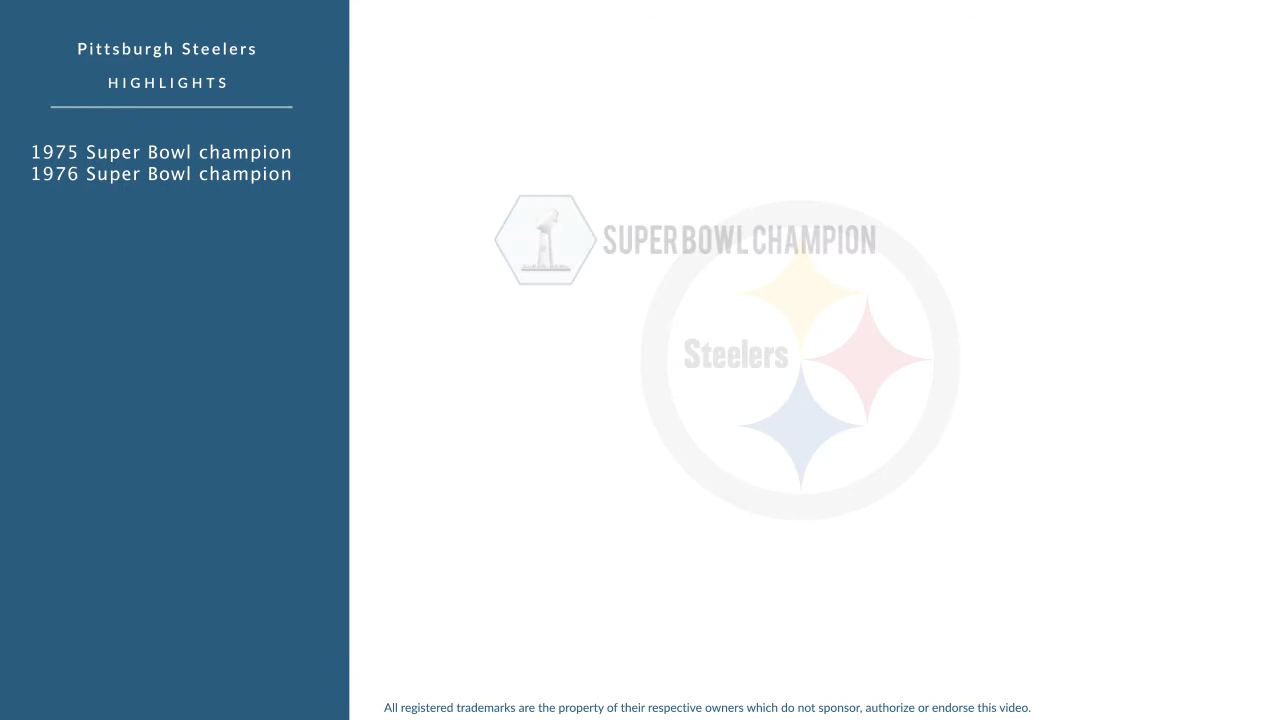 Pittsburgh Steelers
HIGHLIGHTS
1975 Super Bowl champion
1976 Super Bowl champion
SUPER BOWL CHAMPION
Steelers
All registered trademarks are the property of their respective owners which do not sponsor, authorize or endorse this video.